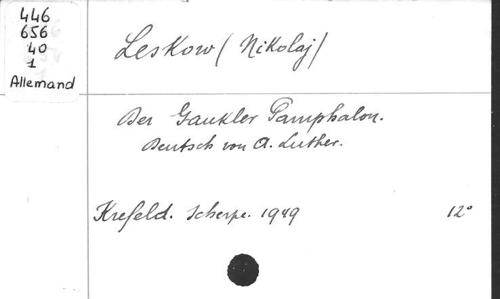 446
656
40
1
Allemand
Leskow (Nikolaj)
Der Gaukler Pamphalon.
Deutsch von A. Luther.
Krefeld. Scherpe. 1949
12°